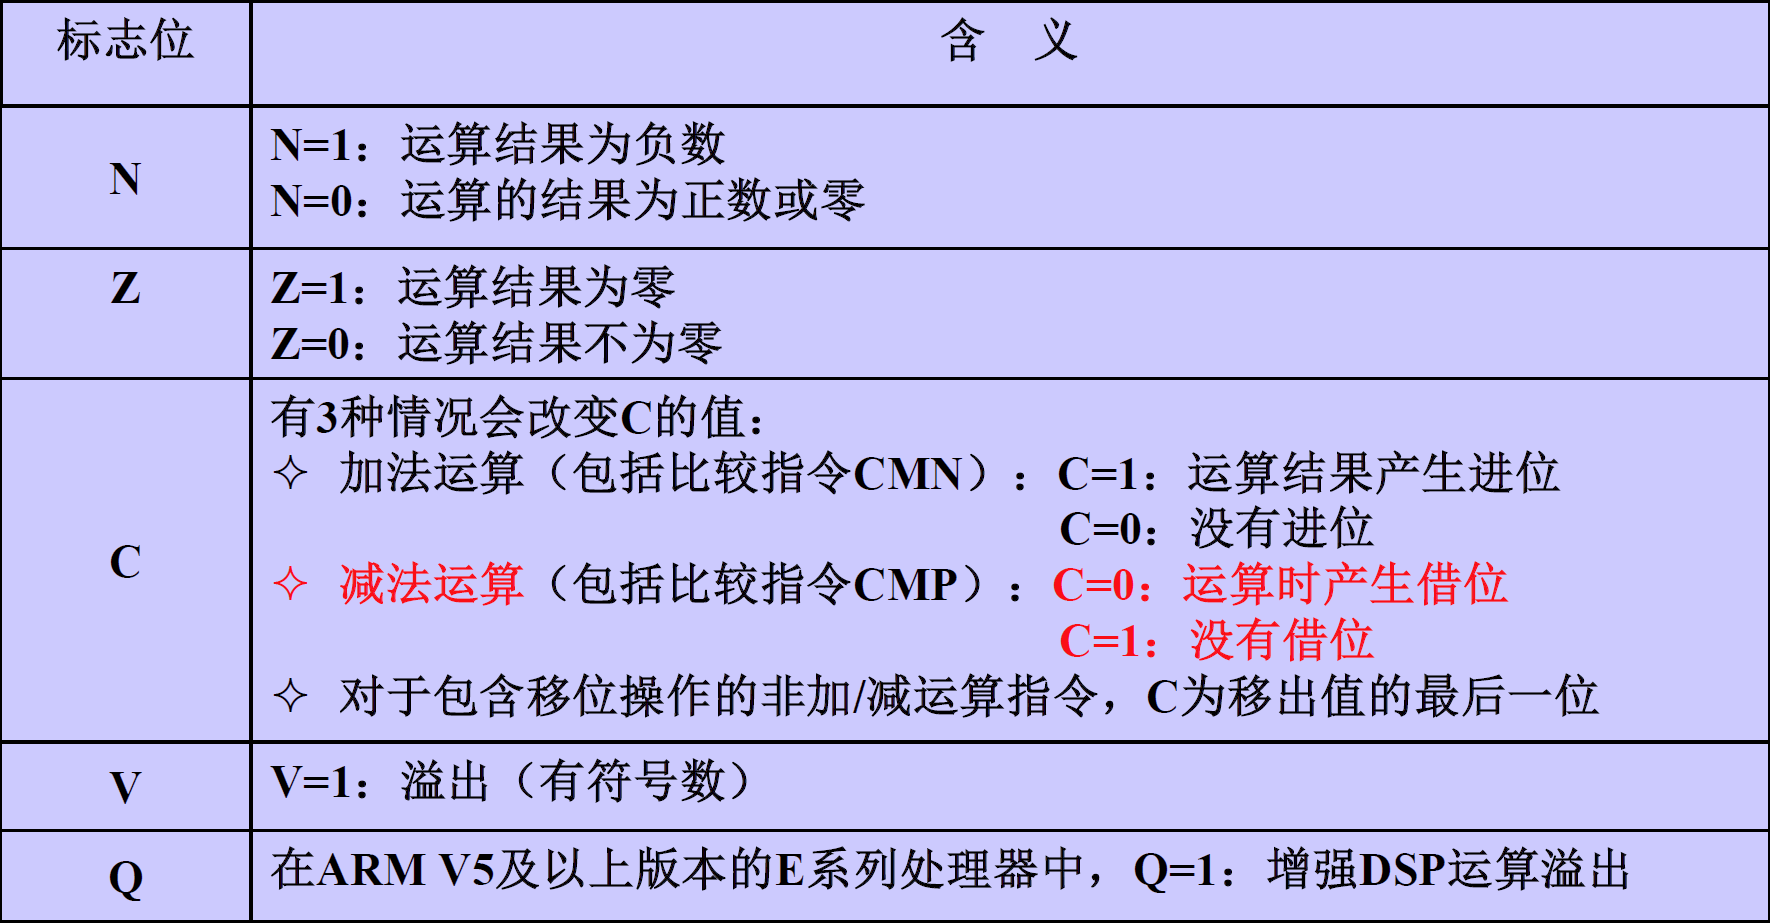 标志位
含 义
N
N=1：运算结果为负数
N=0：运算的结果为正数或零
Z
Z=1：运算结果为零
Z=0：运算结果不为零
C
有3种情况会改变C的值：
✧ 加法运算（包括比较指令CMN）：C=1：运算结果产生进位
C=0：没有进位
✧ 减法运算（包括比较指令CMP）：C=0：运算时产生借位
C=1：没有借位
✧ 对于包含移位操作的非加/减运算指令，C为移出值的最后一位
V
V=1：溢出（有符号数）
Q
在ARM V5及以上版本的E系列处理器中，Q=1：增强DSP运算溢出